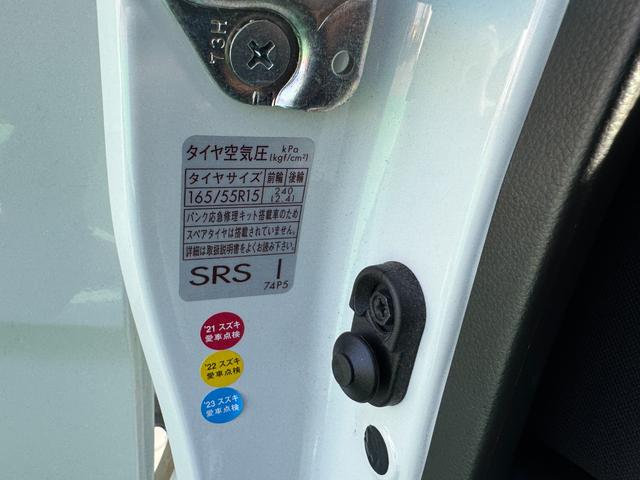 73H
タイヤ空気圧 kPa
(kgf/cm²)
タイヤサイズ 前輪 後輪
165/55R15 240
(2.4)
パンク応急修理キット搭載車のため
スペアタイヤは搭載されていません。
詳細は取扱説明書をよくお読み下さい。
SRS I
74P5
'21 スズキ
愛車点検
'22 スズキ
愛車点検
'23 スズキ
愛車点検